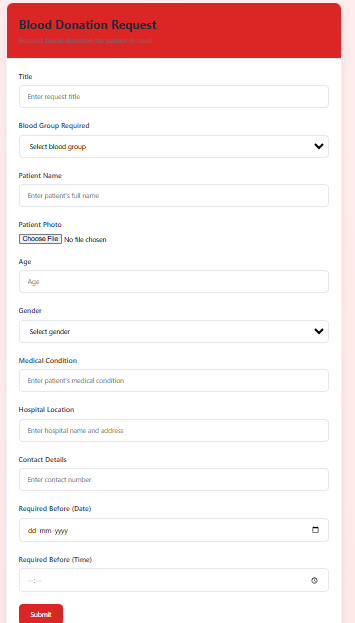 Blood Donation Request
Request blood donation for patient in need
Title
Enter request title
Blood Group Required
Select blood group
Patient Name
Enter patient's full name
Patient Photo
Choose File No file chosen
Age
Age
Gender
Select gender
Medical Condition
Enter patient's medical condition
Hospital Location
Enter hospital name and address
Contact Details
Enter contact number
Required Before (Date)
dd-mm-yyyy
Required Before (Time)
--:--
Submit